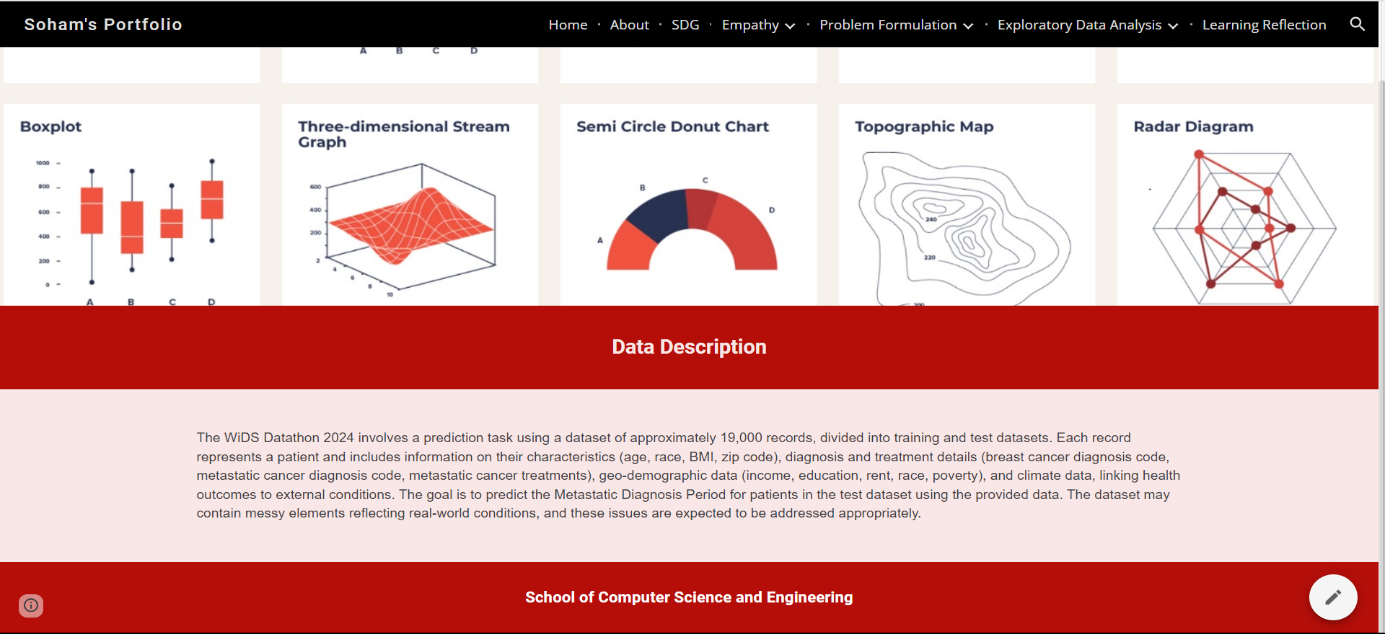 Soham's Portfolio
Home · About · SDG · Empathy · Problem Formulation · Exploratory Data Analysis · Learning Reflection
A B C D
Boxplot
1000
800
600
400
200
0
A B C D
Three-dimensional Stream
Graph
600
400
200
2
4
6
8
10
Semi Circle Donut Chart
A
B
C
D
Topographic Map
240
220
Radar Diagram
Data Description
The WiDS Datathon 2024 involves a prediction task using a dataset of approximately 19,000 records, divided into training and test datasets. Each record
represents a patient and includes information on their characteristics (age, race, BMI, zip code), diagnosis and treatment details (breast cancer diagnosis code,
metastatic cancer diagnosis code, metastatic cancer treatments), geo-demographic data (income, education, rent, race, poverty), and climate data, linking health
outcomes to external conditions. The goal is to predict the Metastatic Diagnosis Period for patients in the test dataset using the provided data. The dataset may
contain messy elements reflecting real-world conditions, and these issues are expected to be addressed appropriately.
School of Computer Science and Engineering